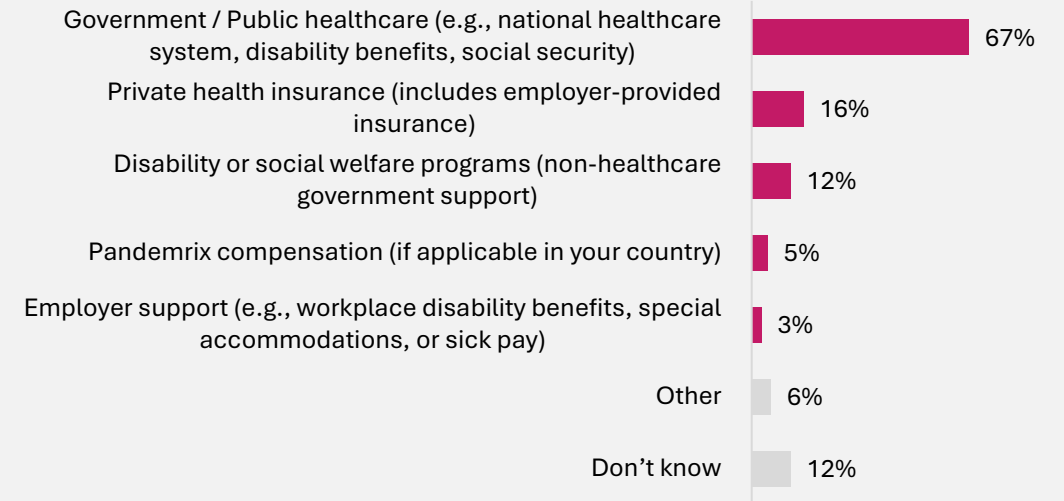 Government / Public healthcare (e.g., national healthcare
system, disability benefits, social security)
67%
Private health insurance (includes employer-provided
insurance)
16%
Disability or social welfare programs (non-healthcare
government support)
12%
Pandemrix compensation (if applicable in your country)
5%
Employer support (e.g., workplace disability benefits, special
accommodations, or sick pay)
3%
Other
6%
Don’t know
12%